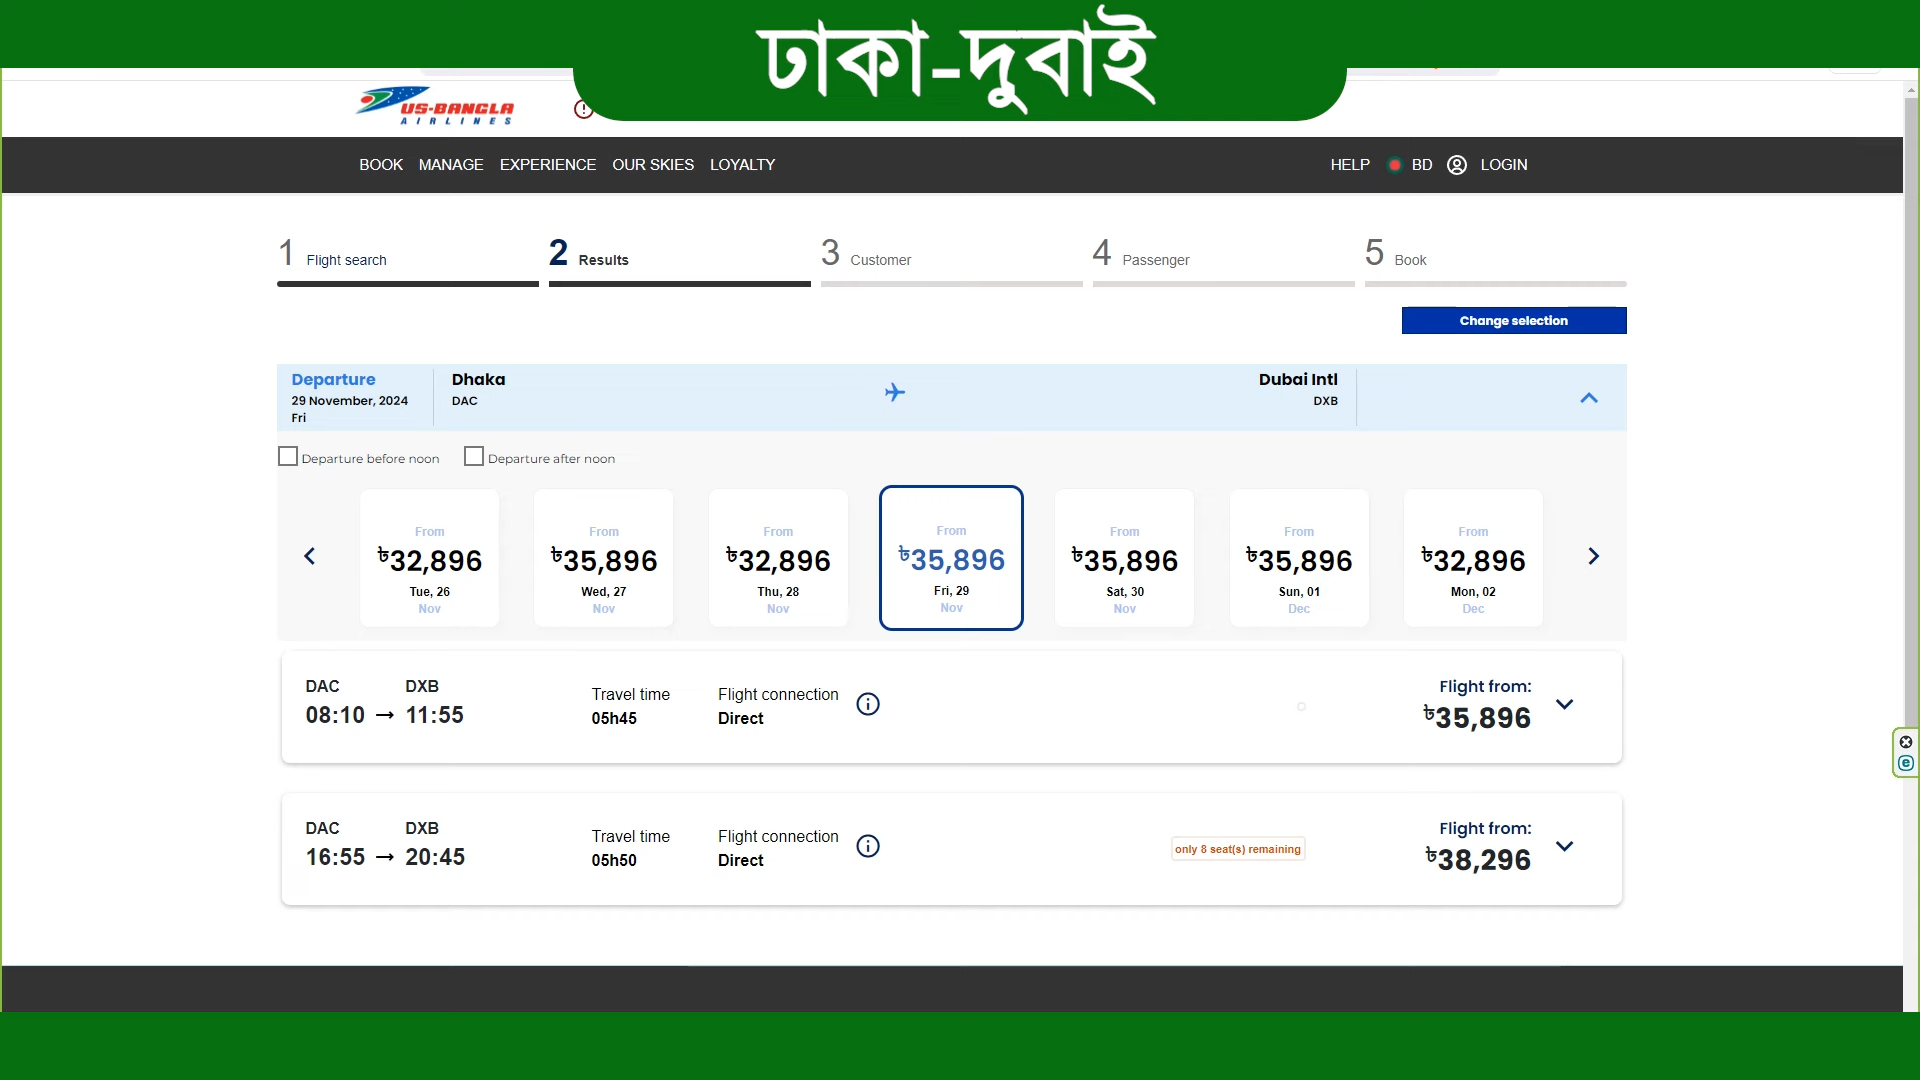 ঢাকা-দুবাই
US-BANGLA
AIRLINES
BOOK MANAGE EXPERIENCE OUR SKIES LOYALTY HELP BD LOGIN
1 Flight search 2 Results 3 Customer 4 Passenger 5 Book
Change selection
Departure Dhaka Dubai Intl
29 November, 2024 DAC DXB
Fri
Departure before noon Departure after noon
From From From From From From From
৳32,896 ৳35,896 ৳32,896 ৳35,896 ৳35,896 ৳35,896 ৳32,896
Tue, 26 Wed, 27 Thu, 28 Fri, 29 Sat, 30 Sun, 01 Mon, 02
Nov Nov Nov Nov Nov Dec Dec
DAC DXB Travel time Flight connection Flight from:
08:10 → 11:55 05h45 Direct ৳35,896
DAC DXB Travel time Flight connection Flight from:
16:55 → 20:45 05h50 Direct only 8 seat(s) remaining ৳38,296